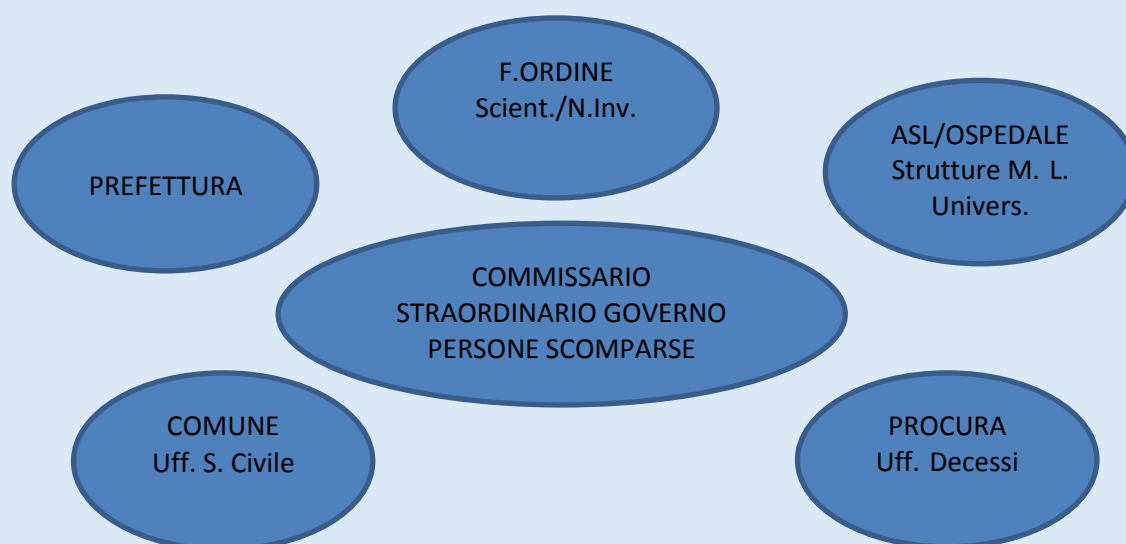 F.ORDINE
Scient./N.Inv.
PREFETTURA
ASL/OSPEDALE
Strutture M. L.
Univers.
COMMISSARIO
STRAORDINARIO GOVERNO
PERSONE SCOMPARSE
COMUNE
Uff. S. Civile
PROCURA
Uff. Decessi